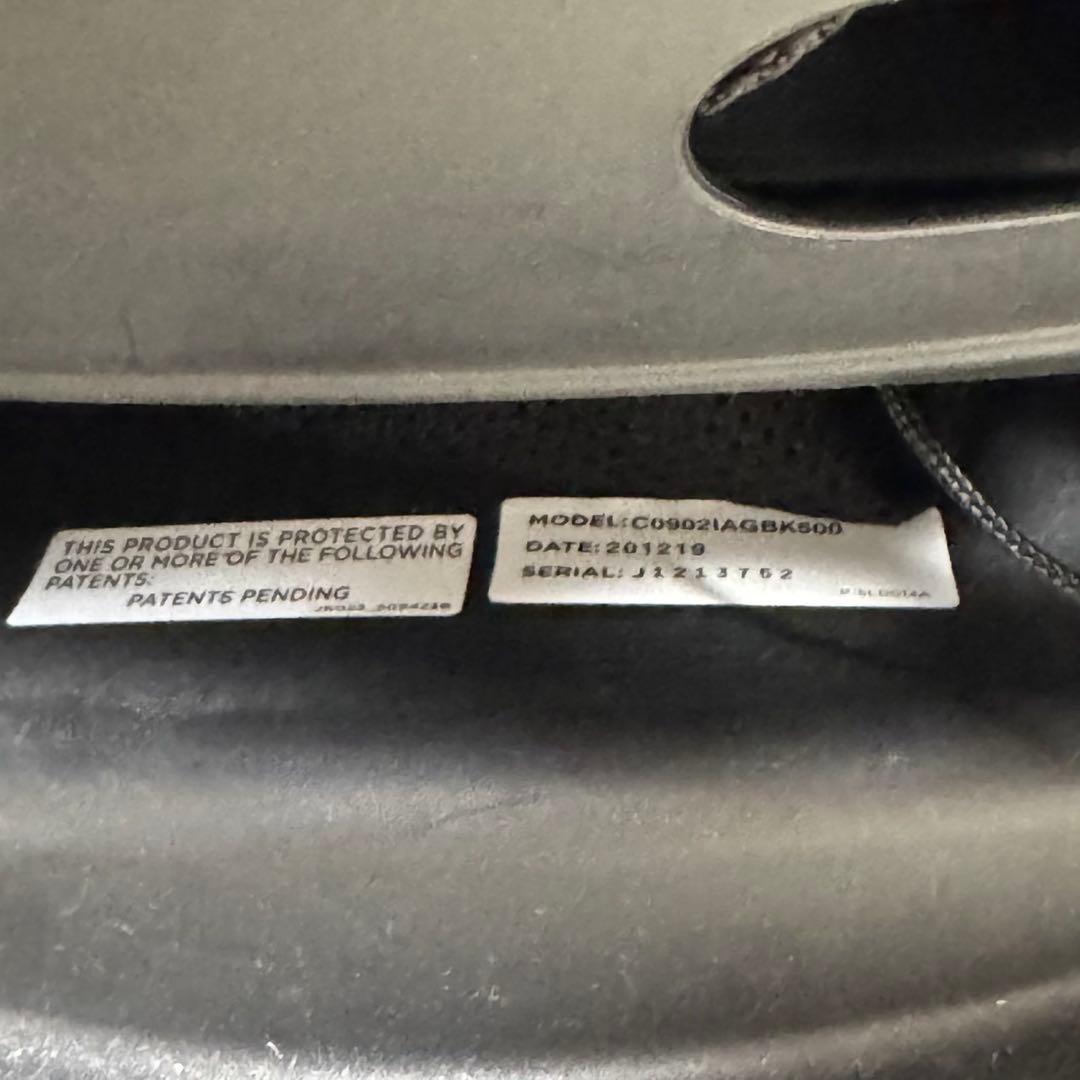 THIS PRODUCT IS PROTECTED BY
ONE OR MORE OF THE FOLLOWING
PATENTS:
PATENTS PENDING
MODEL: C0902IAGBK500
DATE: 201219
SERIAL: J1213762